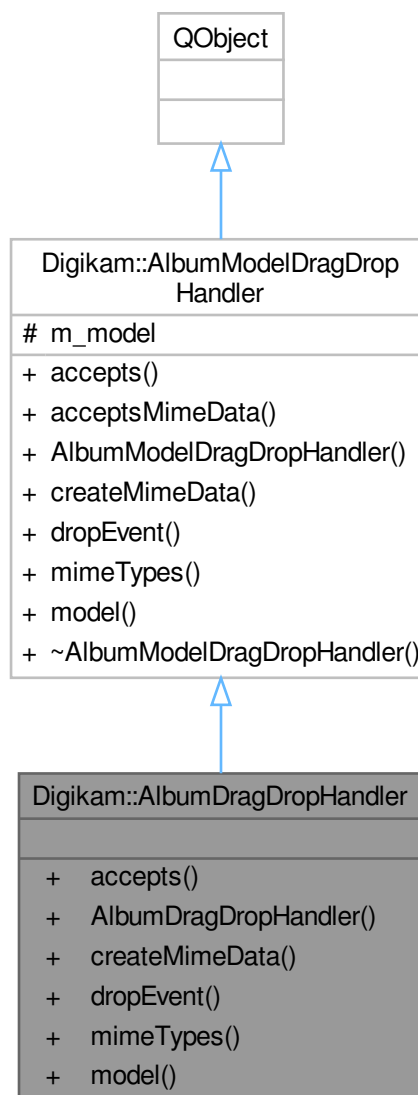 QObject
Digikam::AlbumModelDragDrop
Handler
# m_model
+ accepts()
+ acceptsMimeData()
+ AlbumModelDragDropHandler()
+ createMimeData()
+ dropEvent()
+ mimeTypes()
+ model()
+ ~AlbumModelDragDropHandler()
Digikam::AlbumDragDropHandler
+ accepts()
+ AlbumDragDropHandler()
+ createMimeData()
+ dropEvent()
+ mimeTypes()
+ model()